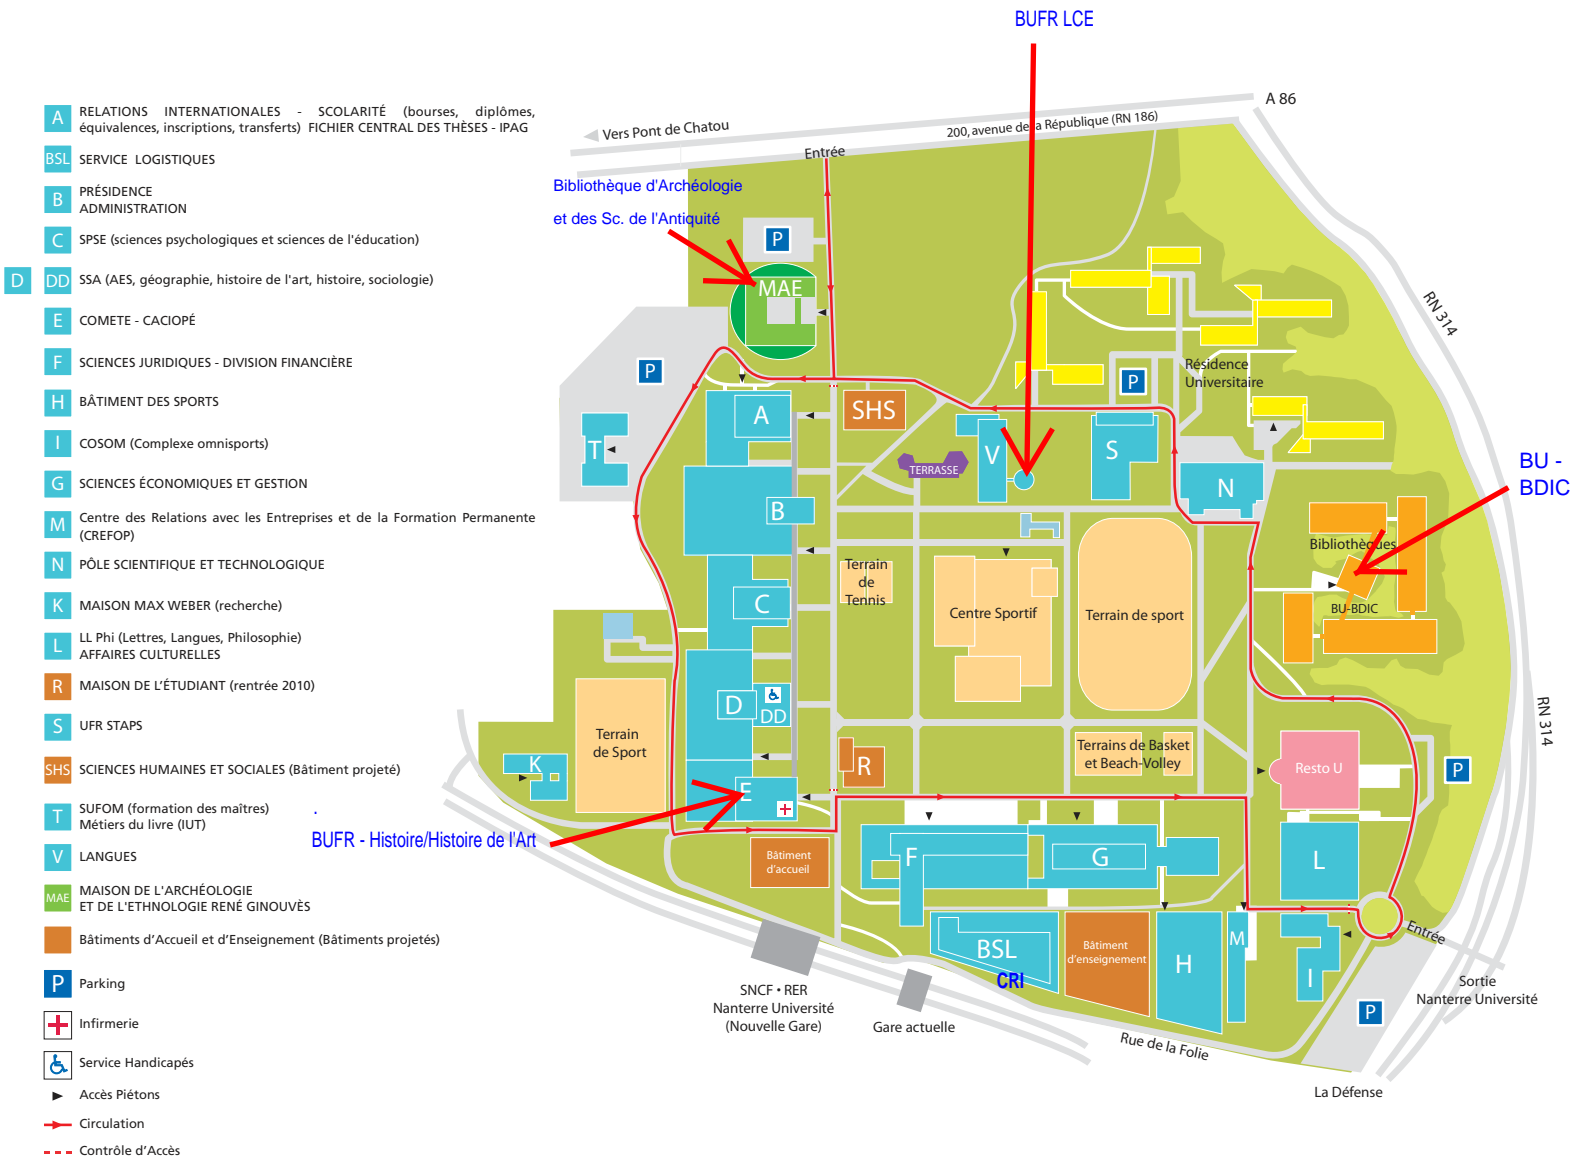 BUFR LCE
A 86
Vers Pont de Chatou
200, avenue de la République (RN 186)
Entrée
A RELATIONS INTERNATIONALES - SCOLARITÉ (bourses, diplômes,
équivalences, inscriptions, transferts) FICHIER CENTRAL DES THÈSES - IPAG
BSL SERVICE LOGISTIQUES
B PRÉSIDENCE
ADMINISTRATION
C SPSE (sciences psychologiques et sciences de l'éducation)
D DD SSA (AES, géographie, histoire de l'art, histoire, sociologie)
E COMETE - CACIOPÉ
F SCIENCES JURIDIQUES - DIVISION FINANCIÈRE
H BÂTIMENT DES SPORTS
I COSOM (Complexe omnisports)
G SCIENCES ÉCONOMIQUES ET GESTION
M Centre des Relations avec les Entreprises et de la Formation Permanente
(CREFOP)
N PÔLE SCIENTIFIQUE ET TECHNOLOGIQUE
K MAISON MAX WEBER (recherche)
L LL Phi (Lettres, Langues, Philosophie)
AFFAIRES CULTURELLES
R MAISON DE L'ÉTUDIANT (rentrée 2010)
S UFR STAPS
SHS SCIENCES HUMAINES ET SOCIALES (Bâtiment projeté)
T SUFOM (formation des maîtres)
Métiers du livre (IUT)
V LANGUES
MAE MAISON DE L'ARCHÉOLOGIE
ET DE L'ETHNOLOGIE RENÉ GINOUVÈS
Bâtiments d'Accueil et d'Enseignement (Bâtiments projetés)
P Parking
Infirmerie
Service Handicapés
Accès Piétons
Circulation
Contrôle d'Accès
Bibliothèque d'Archéologie
et des Sc. de l'Antiquité
P
MAE
RN 314
P
P
Résidence
Universitaire
A
SHS
T
V
S
TERRASSE
N
BU -
BDIC
B
Bibliothèques
Terrain
de
Tennis
C
Centre Sportif
Terrain de sport
BU-BDIC
D
DD
RN 314
Terrain
de Sport
Terrains de Basket
et Beach-Volley
K
R
Resto U
P
E
.
BUFR - Histoire/Histoire de l'Art
Bâtiment
d'accueil
F
G
L
Entrée
BSL
CRI
Bâtiment
d'enseignement
H
M
I
SNCF • RER
Nanterre Université
(Nouvelle Gare)
Gare actuelle
Sortie
Nanterre Université
P
Rue de la Folie
La Défense